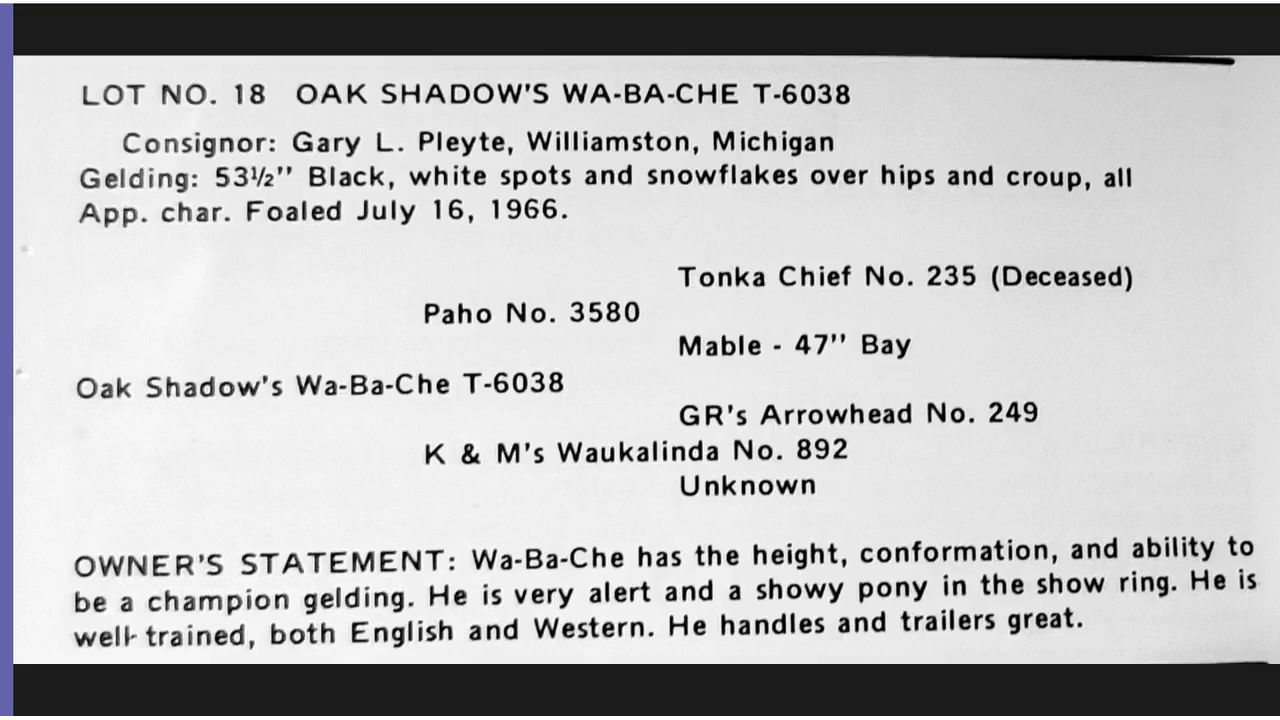 LOT NO. 18 OAK SHADOW'S WA-BA-CHE T-6038
Consignor: Gary L. Pleyte, Williamston, Michigan
Gelding: 53½" Black, white spots and snowflakes over hips and croup, all
App. char. Foaled July 16, 1966.
Tonka Chief No. 235 (Deceased)
Paho No. 3580
Mable - 47" Bay
Oak Shadow's Wa-Ba-Che T-6038
GR's Arrowhead No. 249
K & M's Waukalinda No. 892
Unknown
OWNER'S STATEMENT: Wa-Ba-Che has the height, conformation, and ability to
be a champion gelding. He is very alert and a showy pony in the show ring. He is
well trained, both English and Western. He handles and trailers great.